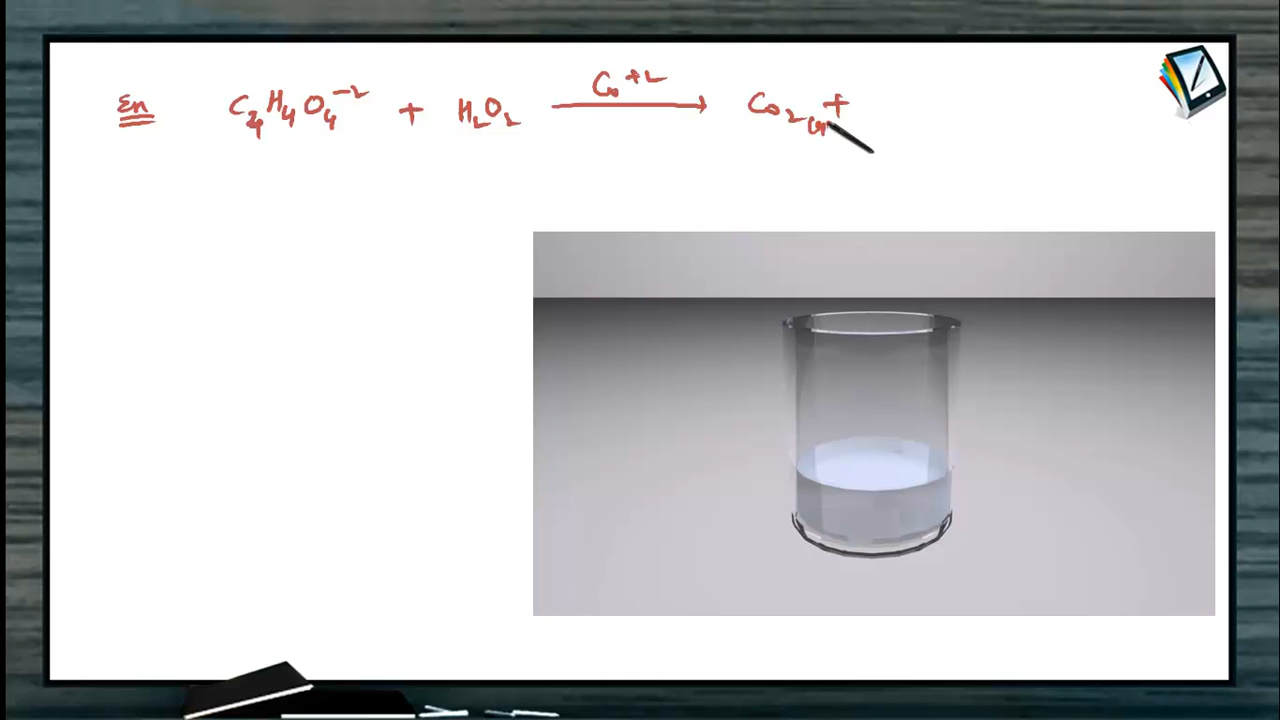 Ex C₄H₄O₄⁻² + H₂O₂ Co⁺² → CO₂(g) +